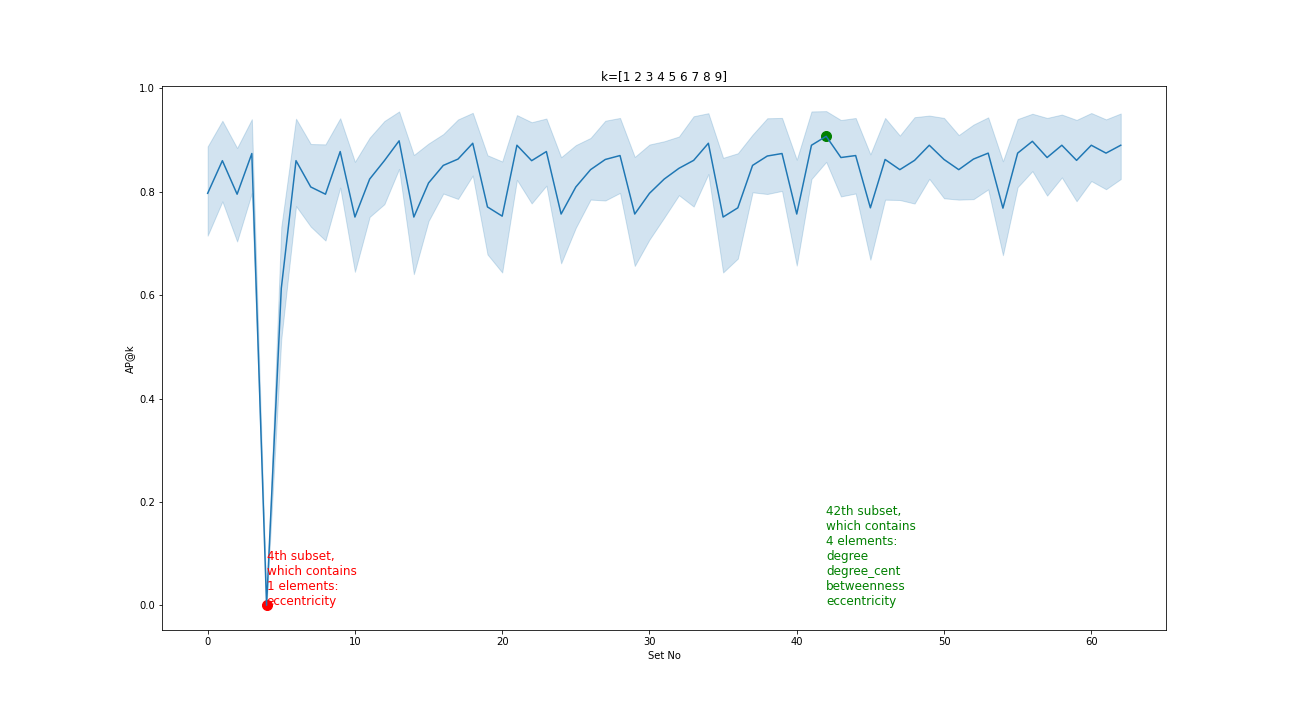 k=[1 2 3 4 5 6 7 8 9]
1.0
0.8
0.6
0.4
0.2
0.0
AP@k
4th subset,
which contains
1 elements:
eccentricity
42th subset,
which contains
4 elements:
degree
degree_cent
betweenness
eccentricity
0 10 20 30 40 50 60
Set No